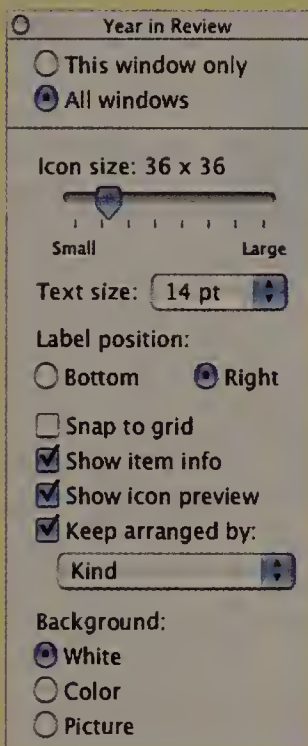 Year in Review
This window only
All windows
Icon size: 36 x 36
Small Large
Text size: 14 pt
Label position:
Bottom Right
Snap to grid
Show item info
Show icon preview
Keep arranged by:
Kind
Background:
White
Color
Picture